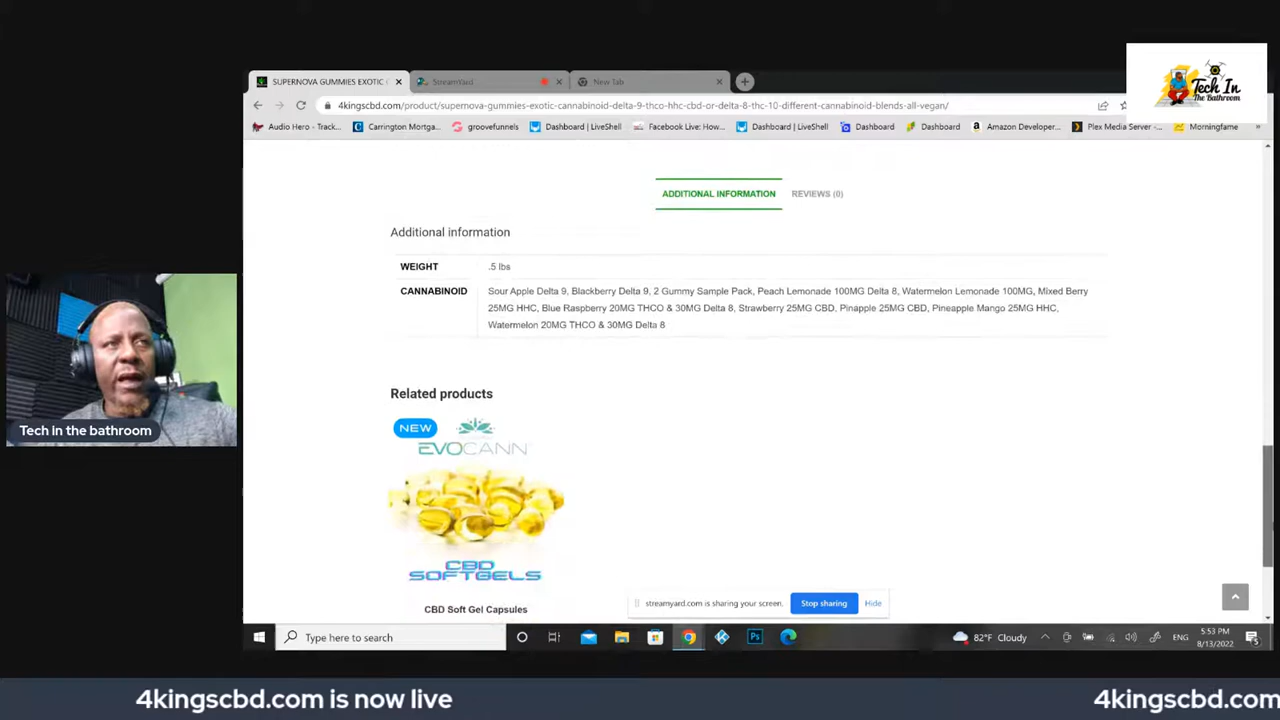 Tech In
The Bathroom
SUPERNOVA GUMMIES EXOTIC
StreamYard
New Tab
4kingscbd.com/product/supernova-gummies-exotic-cannabinoid-delta-9-thco-hhc-cbd-or-delta-8-thc-10-different-cannabinoid-blends-all-vegan/
Audio Hero - Track...
Carrington Mortga...
groovefunnels
Dashboard | LiveShell
Facebook Live: How...
Dashboard | LiveShell
Dashboard
Dashboard
Amazon Developer...
Plex Media Server -...
Morningfame
ADDITIONAL INFORMATION
REVIEWS (0)
Additional information
WEIGHT .5 lbs
CANNABINOID Sour Apple Delta 9, Blackberry Delta 9, 2 Gummy Sample Pack, Peach Lemonade 100MG Delta 8, Watermelon Lemonade 100MG, Mixed Berry
25MG HHC, Blue Raspberry 20MG THCO & 30MG Delta 8, Strawberry 25MG CBD, Pinapple 25MG CBD, Pineapple Mango 25MG HHC,
Watermelon 20MG THCO & 30MG Delta 8
Related products
NEW
EVOCANN
CBD
SOFTGELS
CBD Soft Gel Capsules
Tech in the bathroom
streamyard.com is sharing your screen.
Stop sharing
Hide
Type here to search
Ps
82°F Cloudy
ENG
5:53 PM
8/13/2022
5
4kingscbd.com is now live
4kingscbd.com